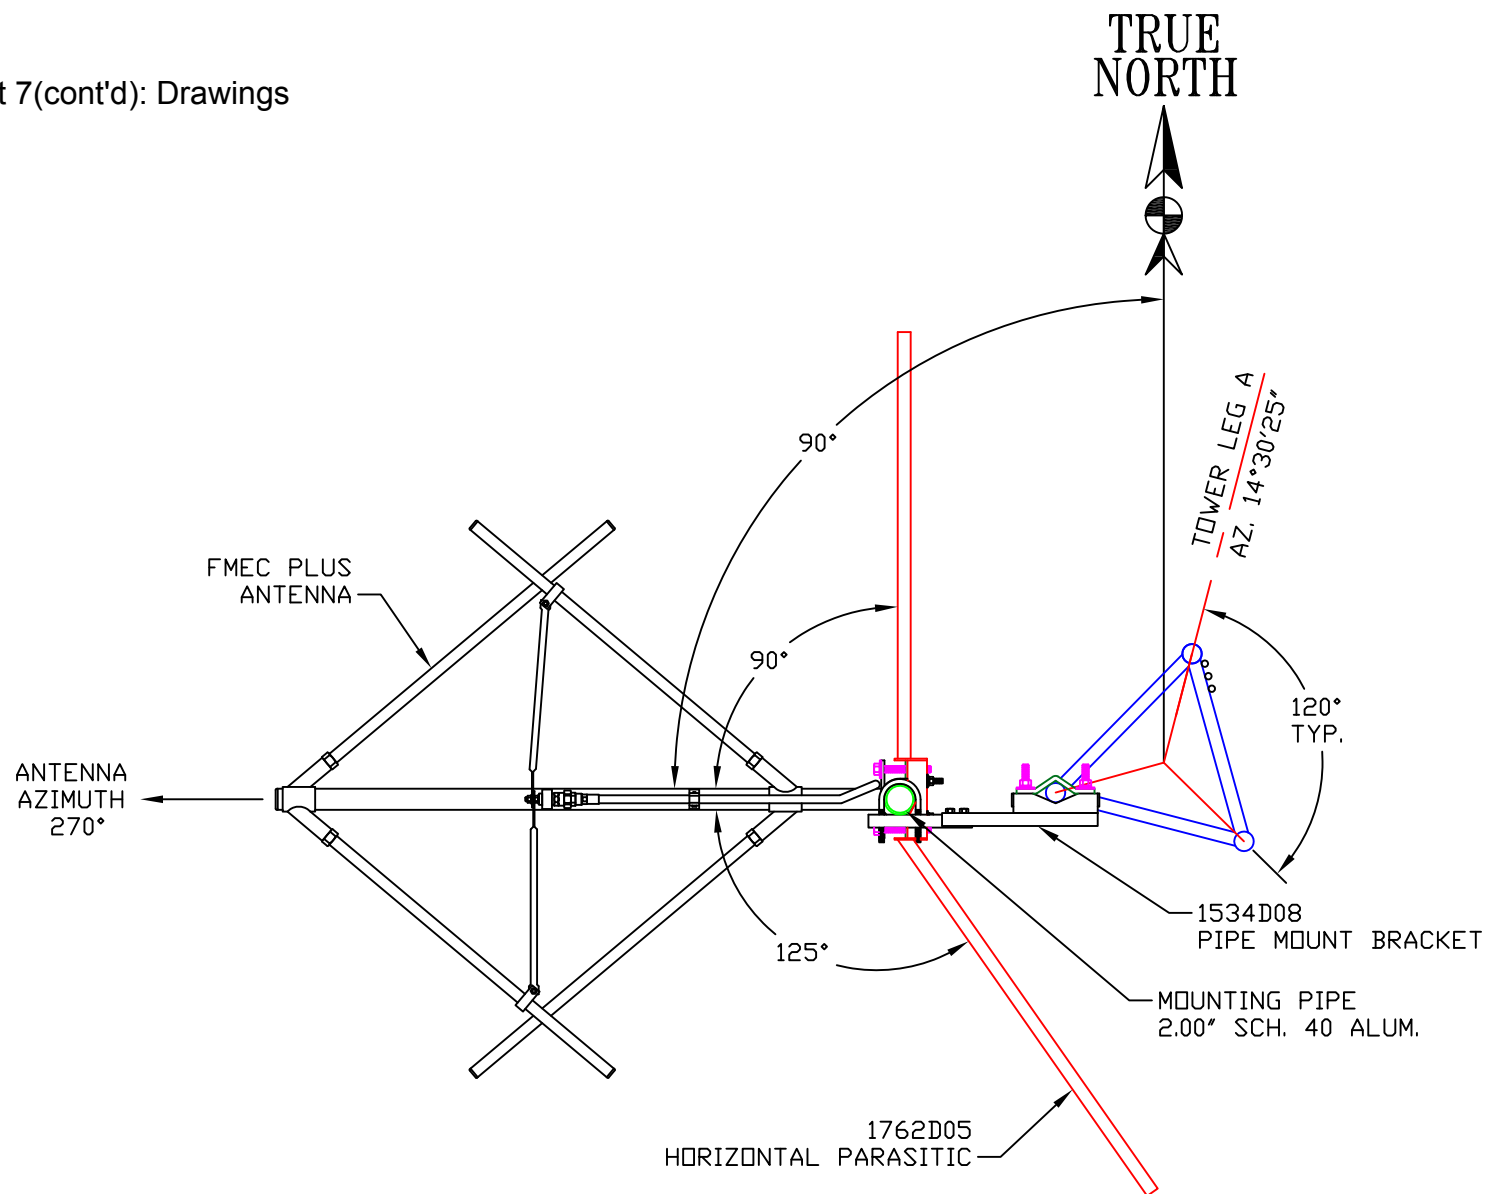 t 7(cont'd): Drawings
TRUE
NORTH
90°
TOWER LEG A
AZ. 14°30'25"
FMEC PLUS
ANTENNA
90°
120°
TYP.
ANTENNA
AZIMUTH
270°
125°
1534D08
PIPE MOUNT BRACKET
MOUNTING PIPE
2.00" SCH. 40 ALUM.
1762D05
HORIZONTAL PARASITIC